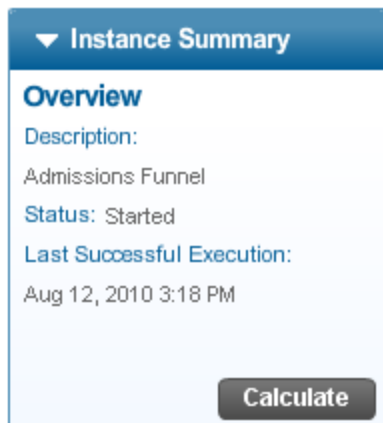 Instance Summary
Overview
Description:
Admissions Funnel
Status: Started
Last Successful Execution:
Aug 12, 2010 3:18 PM
Calculate